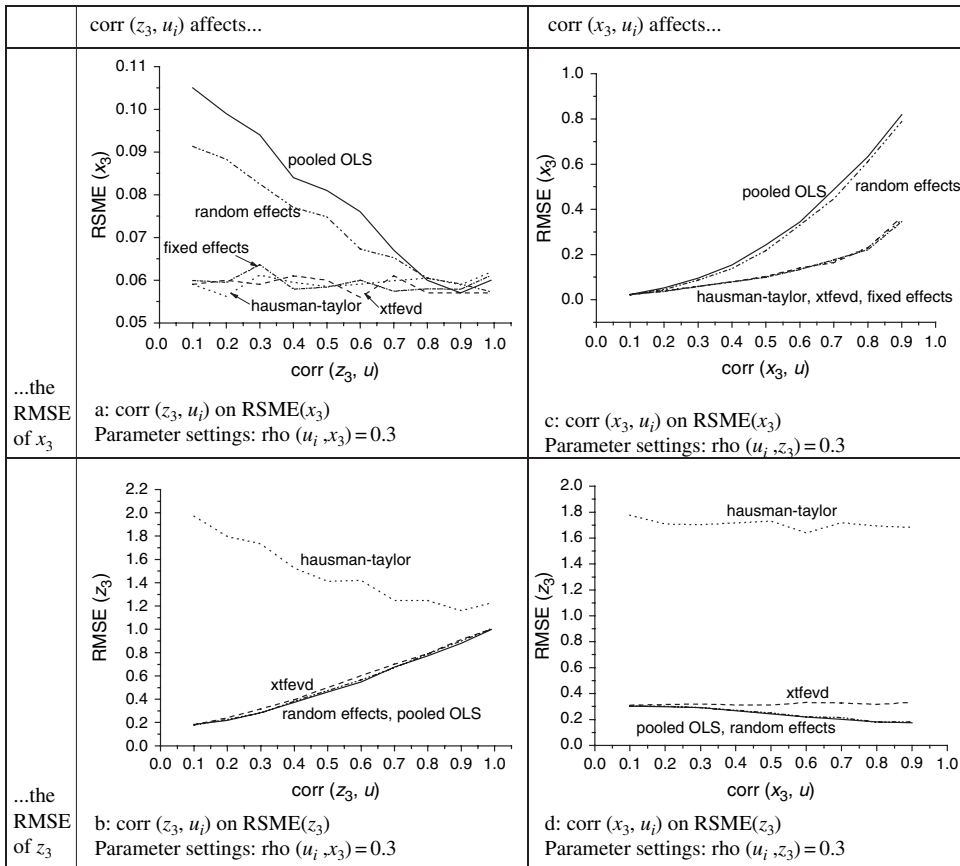 corr (z3, ui) affects...
corr (x3, ui) affects...
...the
RMSE
of x3
0.11
0.10
0.09
0.08
0.07
0.06
0.05
RSME (x3)
pooled OLS
random effects
fixed effects
hausman-taylor
xtfevd
0.0 0.1 0.2 0.3 0.4 0.5 0.6 0.7 0.8 0.9 1.0
corr (z3, u)
a: corr (z3, ui) on RSME(x3)
Parameter settings: rho (ui ,x3) = 0.3
1.0
0.8
0.6
0.4
0.2
0.0
RMSE (x3)
pooled OLS
random effects
hausman-taylor, xtfevd, fixed effects
0.0 0.1 0.2 0.3 0.4 0.5 0.6 0.7 0.8 0.9 1.0
corr (x3, u)
c: corr (x3, ui) on RSME(x3)
Parameter settings: rho (ui ,z3) = 0.3
...the
RMSE
of z3
2.2
2.0
1.8
1.6
1.4
1.2
1.0
0.8
0.6
0.4
0.2
0.0
RMSE (z3)
hausman-taylor
xtfevd
random effects, pooled OLS
0.0 0.1 0.2 0.3 0.4 0.5 0.6 0.7 0.8 0.9 1.0
corr (z3, u)
b: corr (z3, ui) on RSME(z3)
Parameter settings: rho (ui ,x3) = 0.3
2.0
1.8
1.6
1.4
1.2
1.0
0.8
0.6
0.4
0.2
0.0
RMSE (z3)
hausman-taylor
xtfevd
pooled OLS, random effects
0.0 0.1 0.2 0.3 0.4 0.5 0.6 0.7 0.8 0.9 1.0
corr (x3, u)
d: corr (x3, ui) on RSME(z3)
Parameter settings: rho (ui ,z3) = 0.3